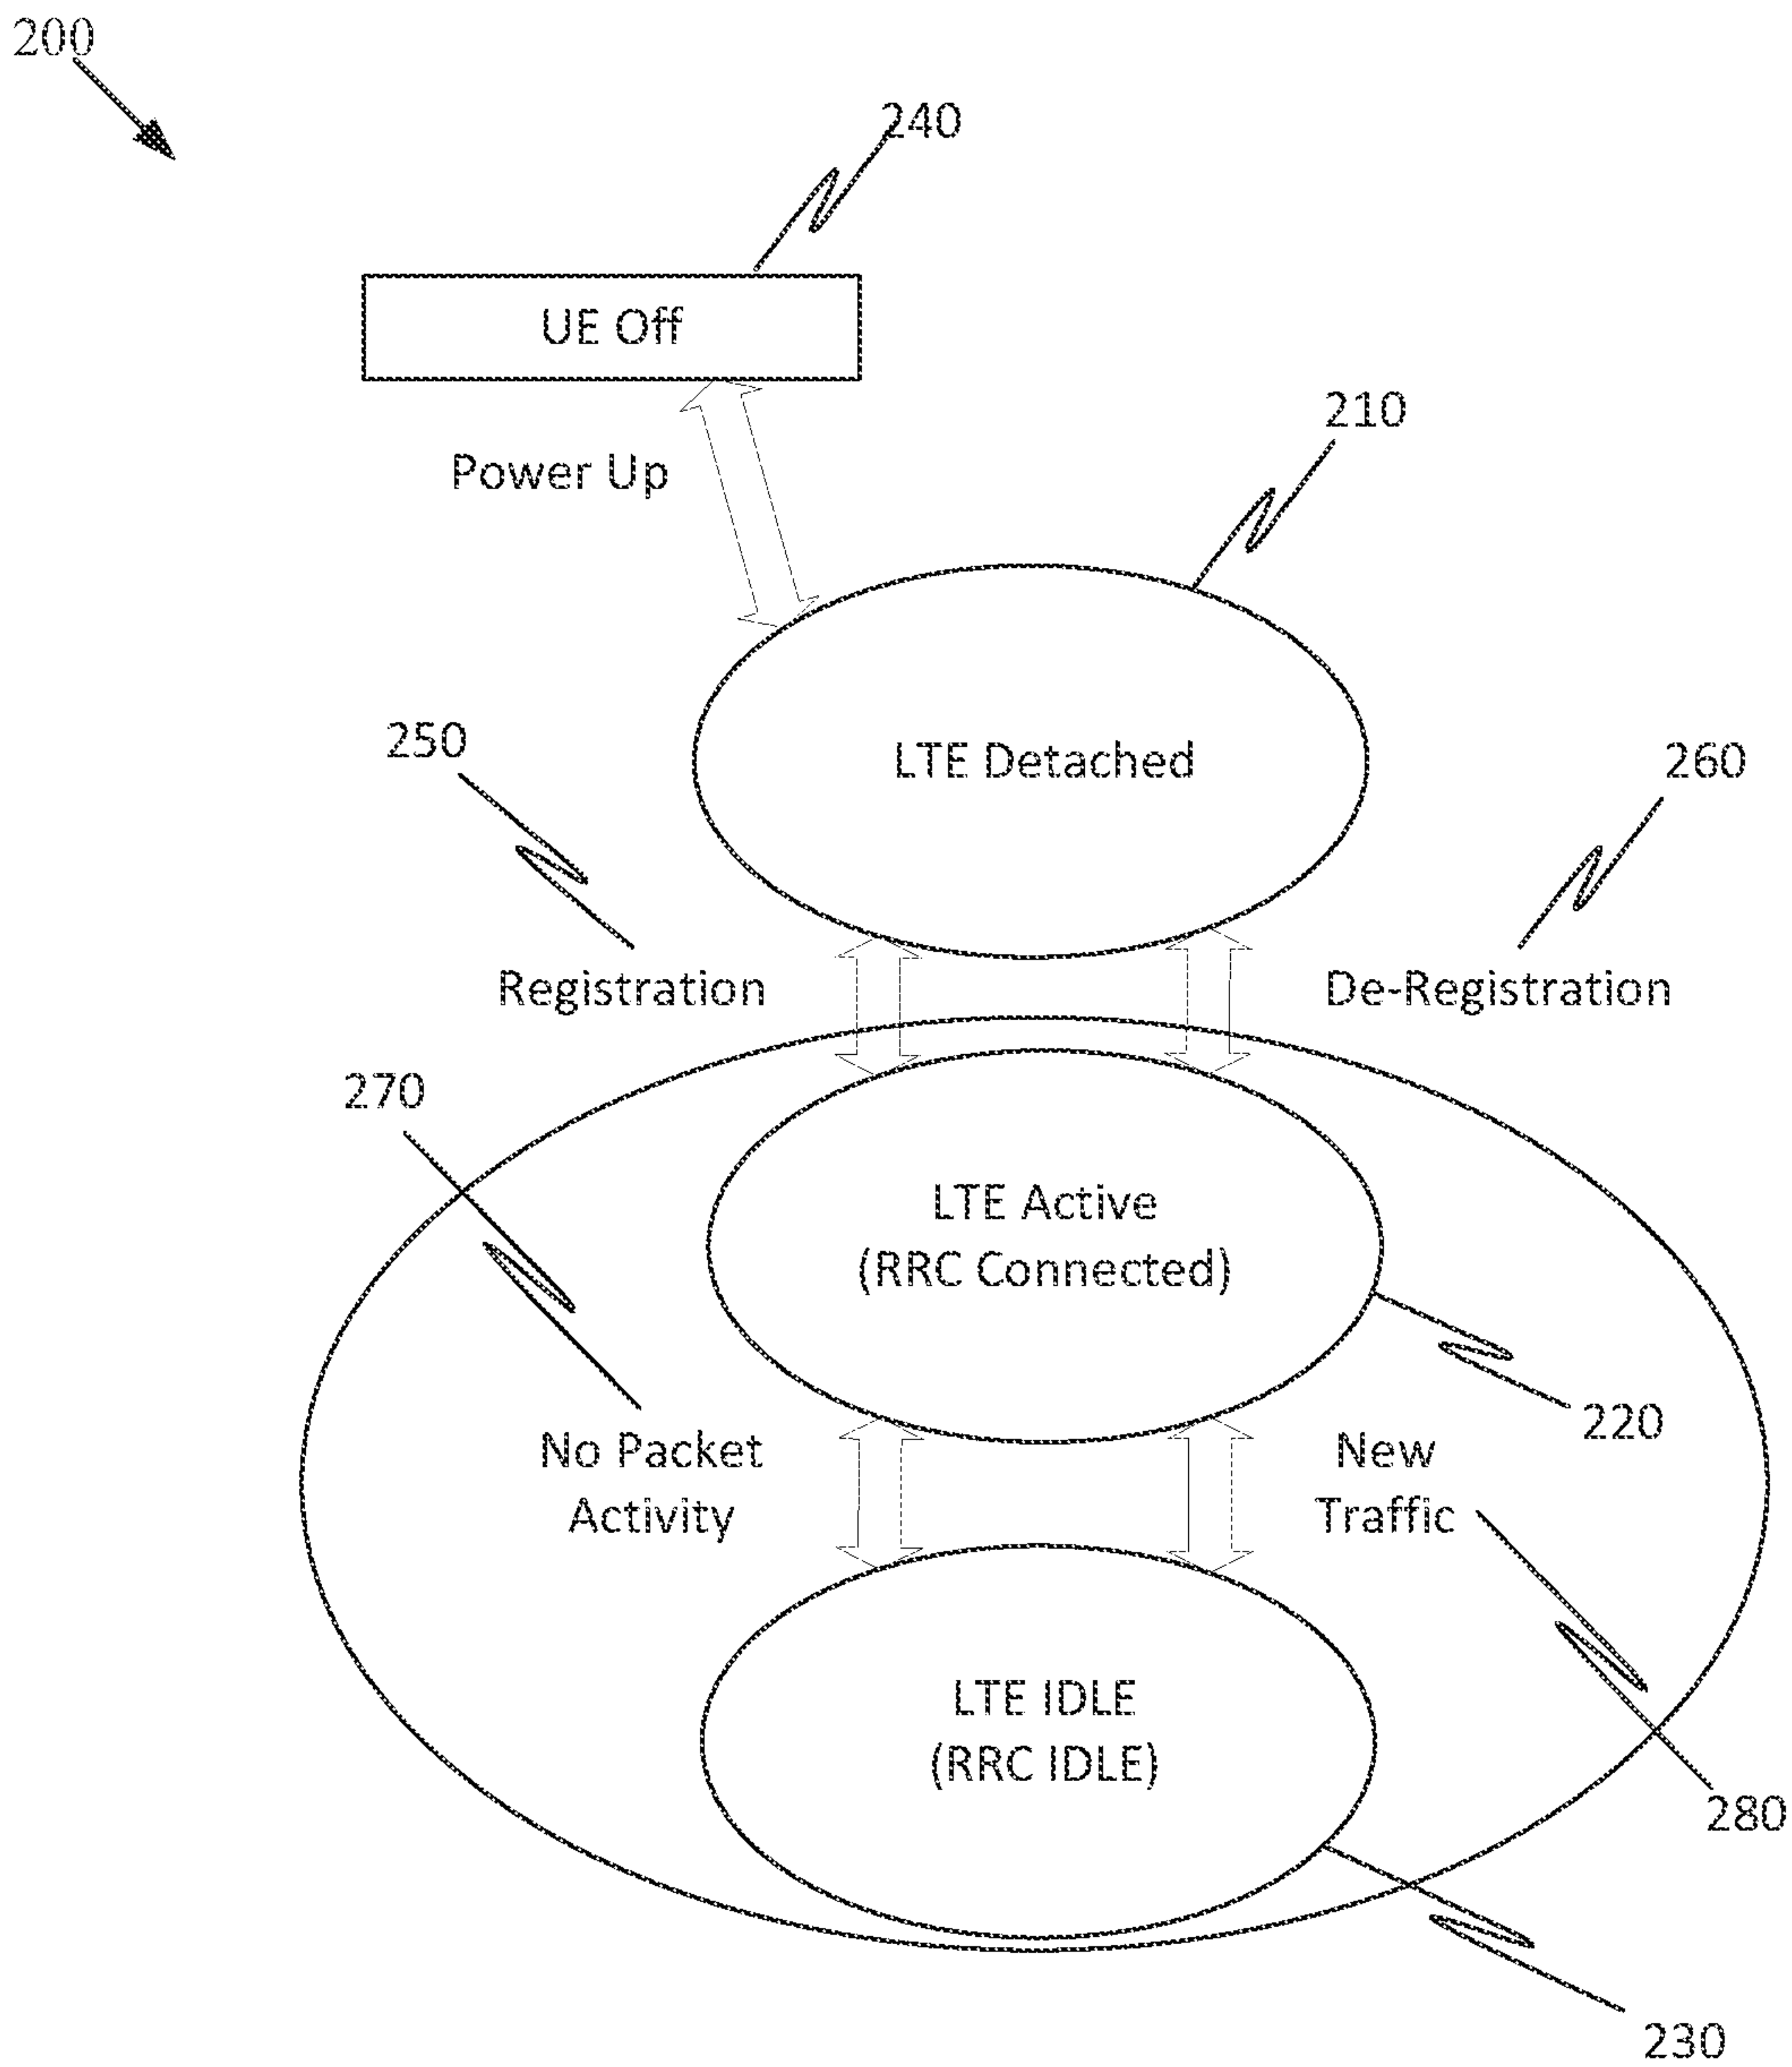 200
240
UE Off
210
Power Up
250
LTE Detached
260
Registration
De-Registration
270
LTE Active
(RRC Connected)
220
No Packet
Activity
New
Traffic
LTE IDLE
(RRC IDLE)
280
230